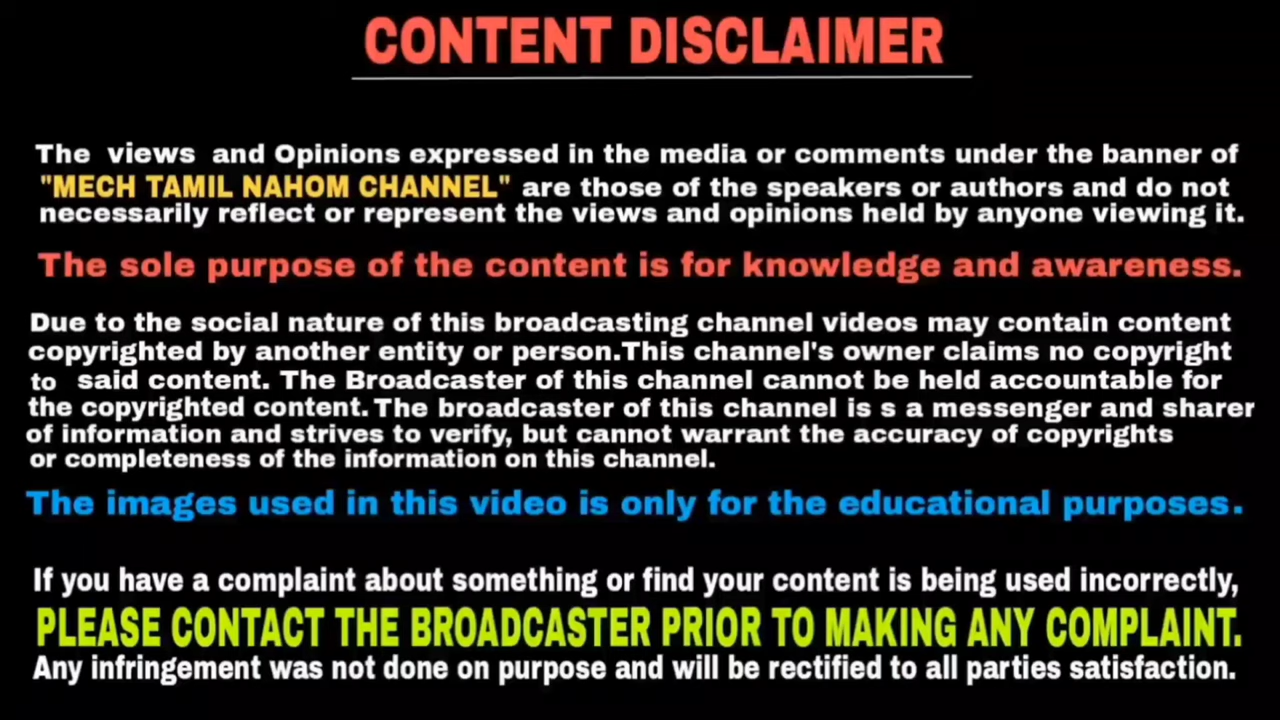 CONTENT DISCLAIMER
The views and Opinions expressed in the media or comments under the banner of
"MECH TAMIL NAHOM CHANNEL" are those of the speakers or authors and do not
necessarily reflect or represent the views and opinions held by anyone viewing it.
The sole purpose of the content is for knowledge and awareness.
Due to the social nature of this broadcasting channel videos may contain content
copyrighted by another entity or person.This channel's owner claims no copyright
to said content. The Broadcaster of this channel cannot be held accountable for
the copyrighted content. The broadcaster of this channel is s a messenger and sharer
of information and strives to verify, but cannot warrant the accuracy of copyrights
or completeness of the information on this channel.
The images used in this video is only for the educational purposes.
If you have a complaint about something or find your content is being used incorrectly,
PLEASE CONTACT THE BROADCASTER PRIOR TO MAKING ANY COMPLAINT.
Any infringement was not done on purpose and will be rectified to all parties satisfaction.